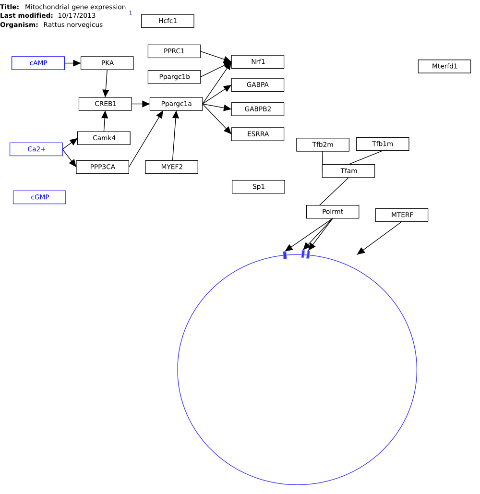 Title: Mitochondrial gene expression
Last modified: 10/17/2013
Organism: Rattus norvegicus
1
Hcfc1
PPRC1
Nrf1
cAMP
PKA
Mterfd1
Ppargc1b
GABPA
CREB1
Ppargc1a
GABPB2
Camk4
ESRRA
Ca2+
Tfb2m
Tfb1m
PPP3CA
MYEF2
Tfam
Sp1
cGMP
Polrmt
MTERF